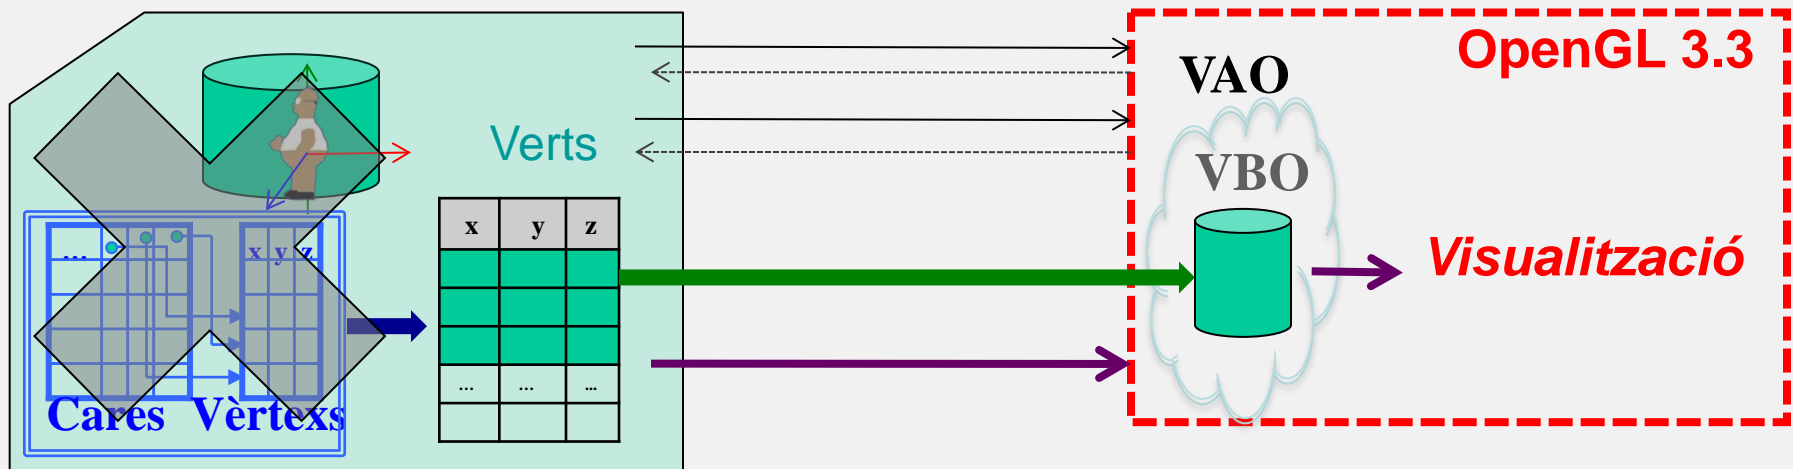 OpenGL 3.3
VAO
Verts
VBO
x y z
... x y z
Visualització
... ... ...
Cares Vèrtexs